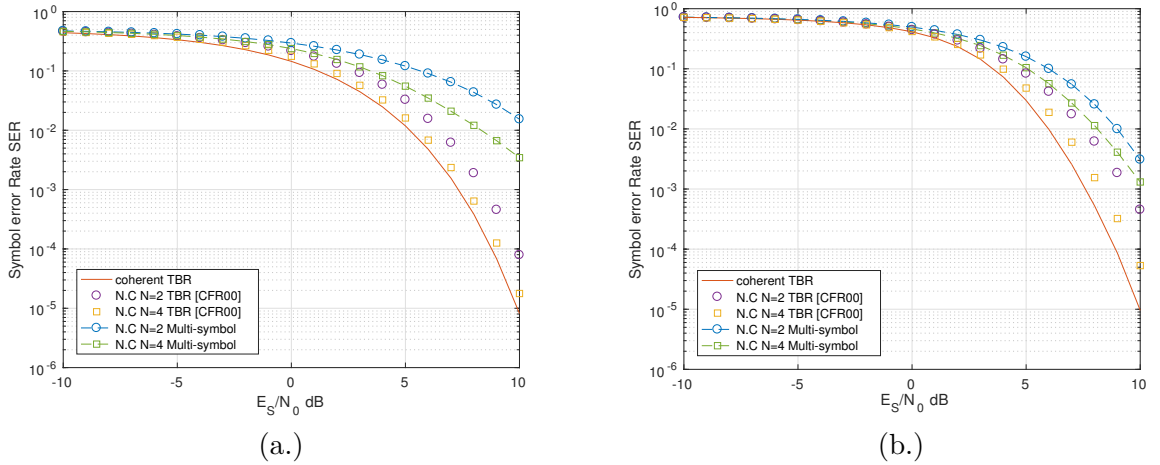 10^0
10^-1
10^-2
10^-3
10^-4
10^-5
10^-6
Symbol error Rate SER
-10 -5 0 5 10
E_S/N_0 dB
coherent TBR
N.C N=2 TBR [CFR00]
N.C N=4 TBR [CFR00]
N.C N=2 Multi-symbol
N.C N=4 Multi-symbol
(a.)
10^0
10^-1
10^-2
10^-3
10^-4
10^-5
10^-6
Symbol error Rate SER
-10 -5 0 5 10
E_S/N_0 dB
coherent TBR
N.C N=2 TBR [CFR00]
N.C N=4 TBR [CFR00]
N.C N=2 Multi-symbol
N.C N=4 Multi-symbol
(b.)